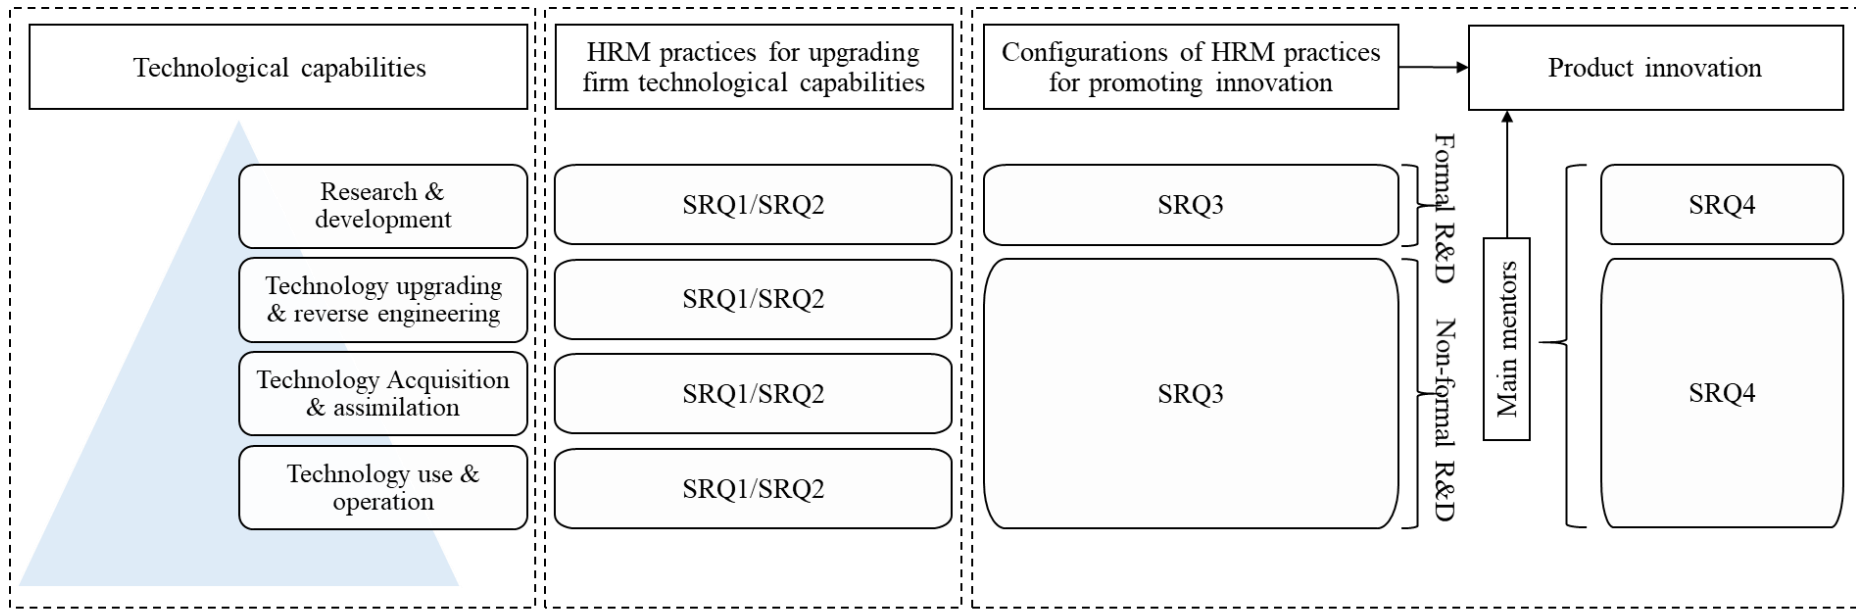 Technological capabilities
HRM practices for upgrading
firm technological capabilities
Configurations of HRM practices
for promoting innovation
Product innovation
Research &
development
SRQ1/SRQ2
SRQ3
Formal R&D
SRQ4
Technology upgrading
& reverse engineering
SRQ1/SRQ2
Technology Acquisition
& assimilation
SRQ1/SRQ2
SRQ3
Non-formal R&D
Main mentors
SRQ4
Technology use &
operation
SRQ1/SRQ2